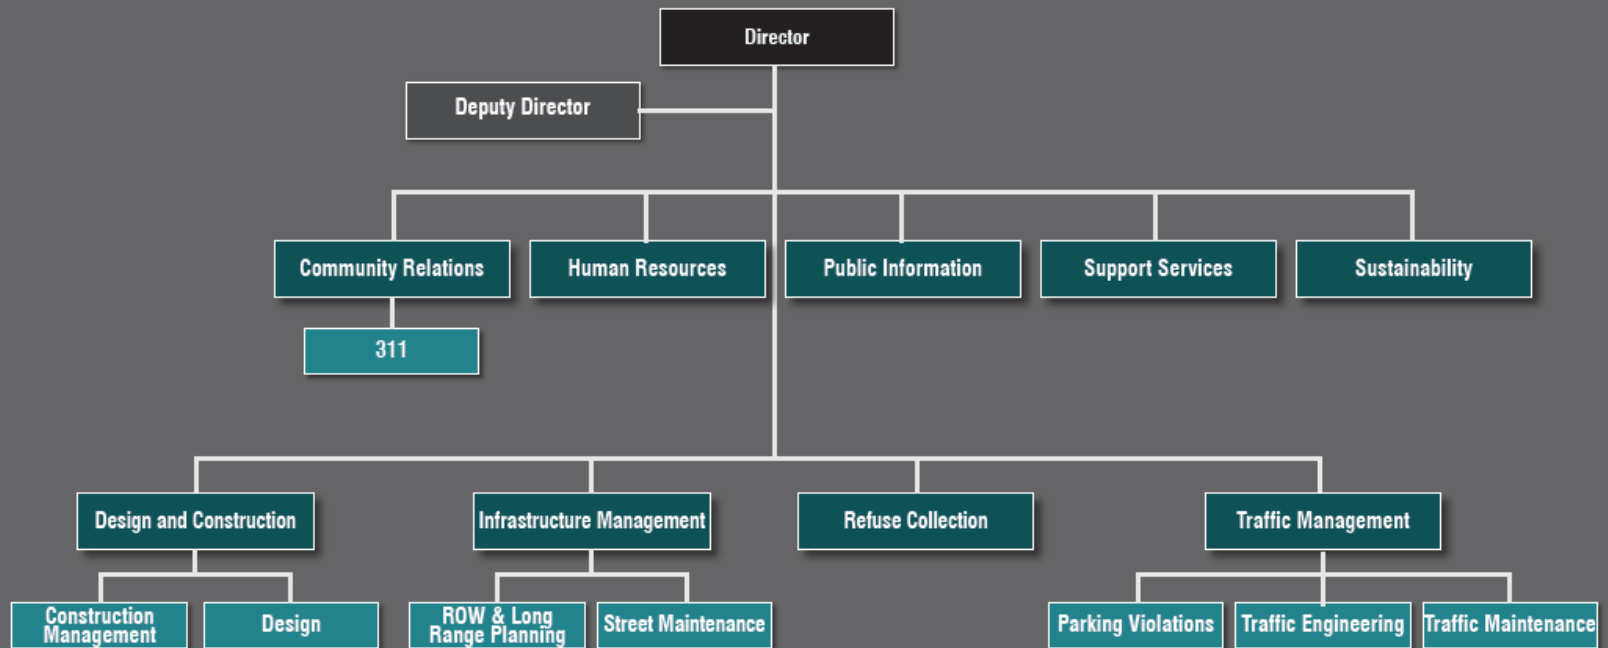 Director
Deputy Director
Community Relations
Human Resources
Public Information
Support Services
Sustainability
311
Design and Construction
Infrastructure Management
Refuse Collection
Traffic Management
Construction
Management
Design
ROW & Long
Range Planning
Street Maintenance
Parking Violations
Traffic Engineering
Traffic Maintenance